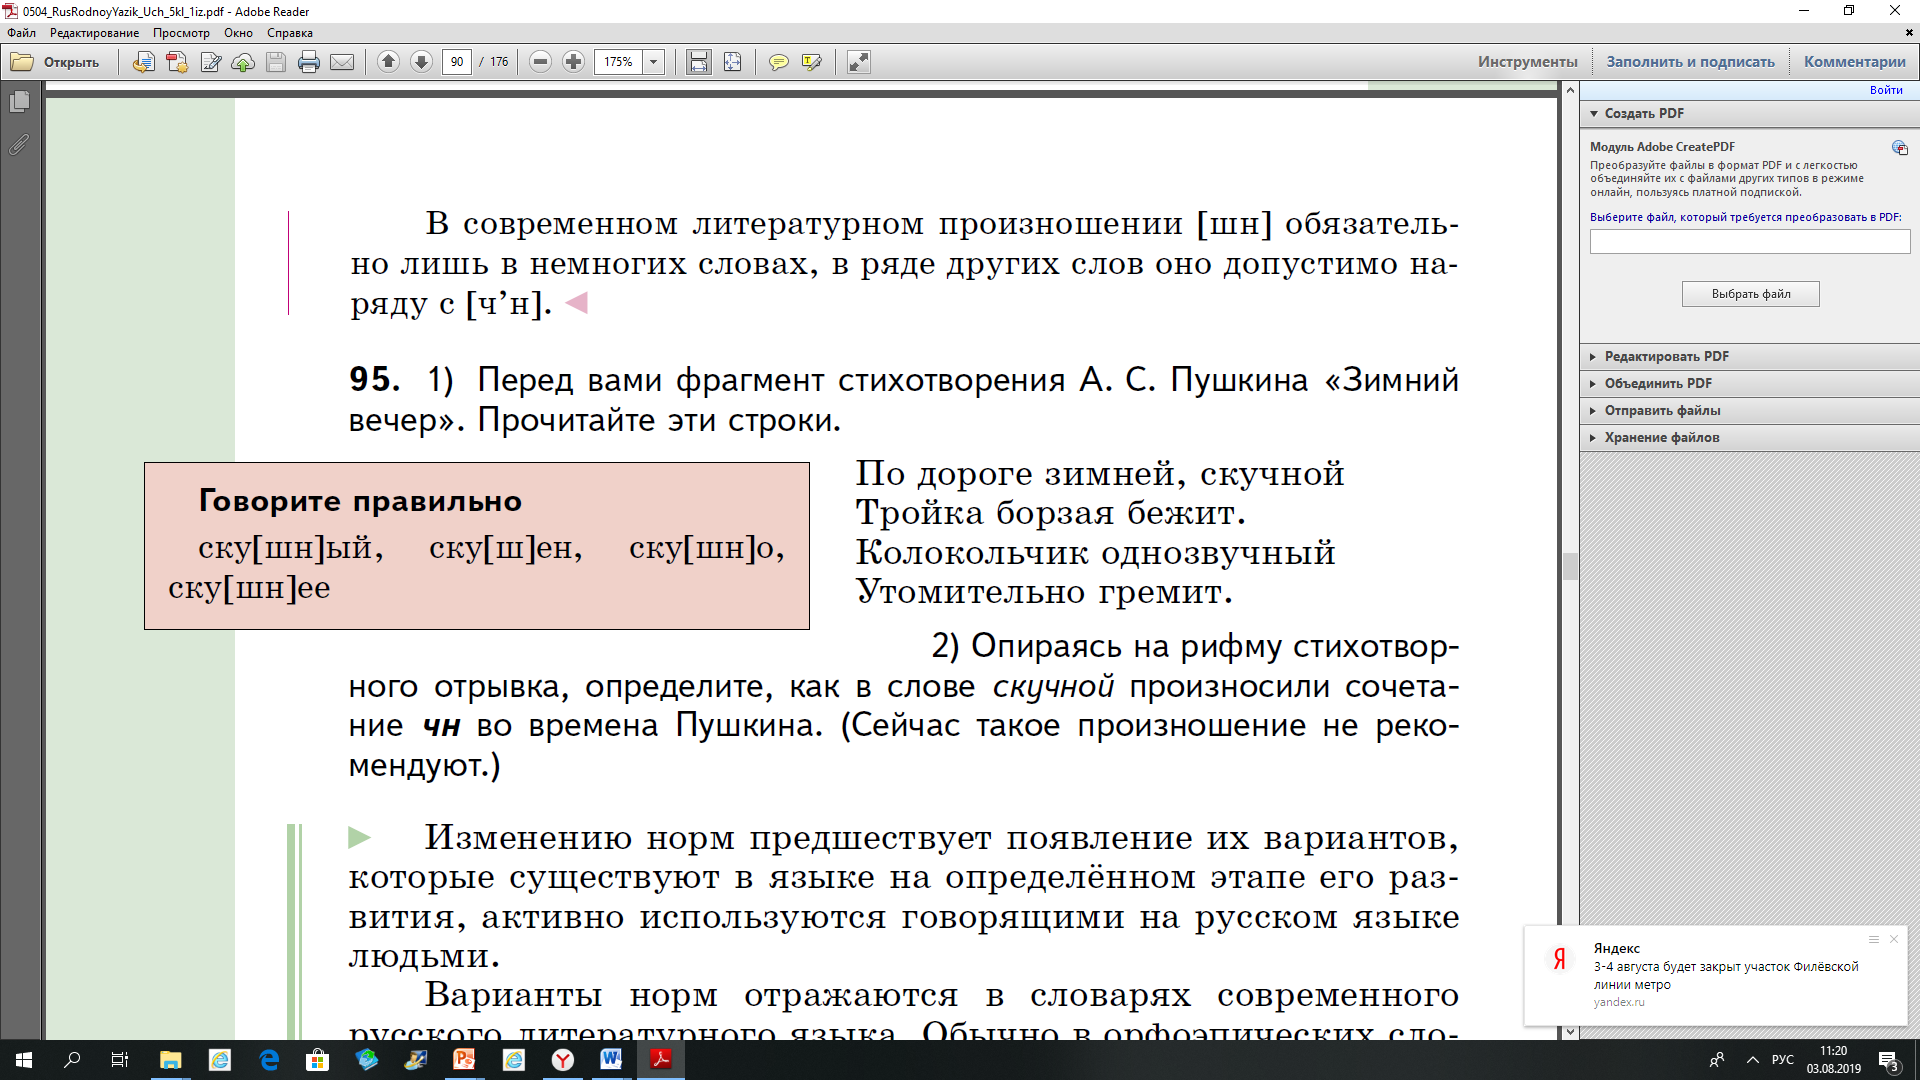 0504_RusRodnoyYazik_Uch_5kl_1iz.pdf - Adobe Reader
Файл Редактирование Просмотр Окно Справка
Открыть 90 / 176 175% Инструменты Заполнить и подписать Комментарии
Войти
Создать PDF
Модуль Adobe CreatePDF
Преобразуйте файлы в формат PDF и с легкостью
объединяйте их с файлами других типов в режиме
онлайн, пользуясь платной подпиской.
Выберите файл, который требуется преобразовать в PDF:
Выбрать файл
Редактировать PDF
Объединить PDF
Отправить файлы
Хранение файлов
В современном литературном произношении [шн] обязатель-
но лишь в немногих словах, в ряде других слов оно допустимо на-
ряду с [ч’н].
95. 1) Перед вами фрагмент стихотворения А. С. Пушкина «Зимний
вечер». Прочитайте эти строки.
Говорите правильно
ску[шн]ый, ску[ш]ен, ску[шн]о,
ску[шн]ее
По дороге зимней, скучной
Тройка борзая бежит.
Колокольчик однозвучный
Утомительно гремит.
2) Опираясь на рифму стихотвор-
ного отрывка, определите, как в слове скучной произносили сочета-
ние чн во времена Пушкина. (Сейчас такое произношение не реко-
мендуют.)
Изменению норм предшествует появление их вариантов,
которые существуют в языке на определённом этапе его раз-
вития, активно используются говорящими на русском языке
людьми.
Варианты норм отражаются в словарях современного
русского литературного языка. Обычно в орфоэпических сло-
Яндекс
3-4 августа будет закрыт участок Филёвской
линии метро
yandex.ru
РУС
11:20
03.08.2019
3